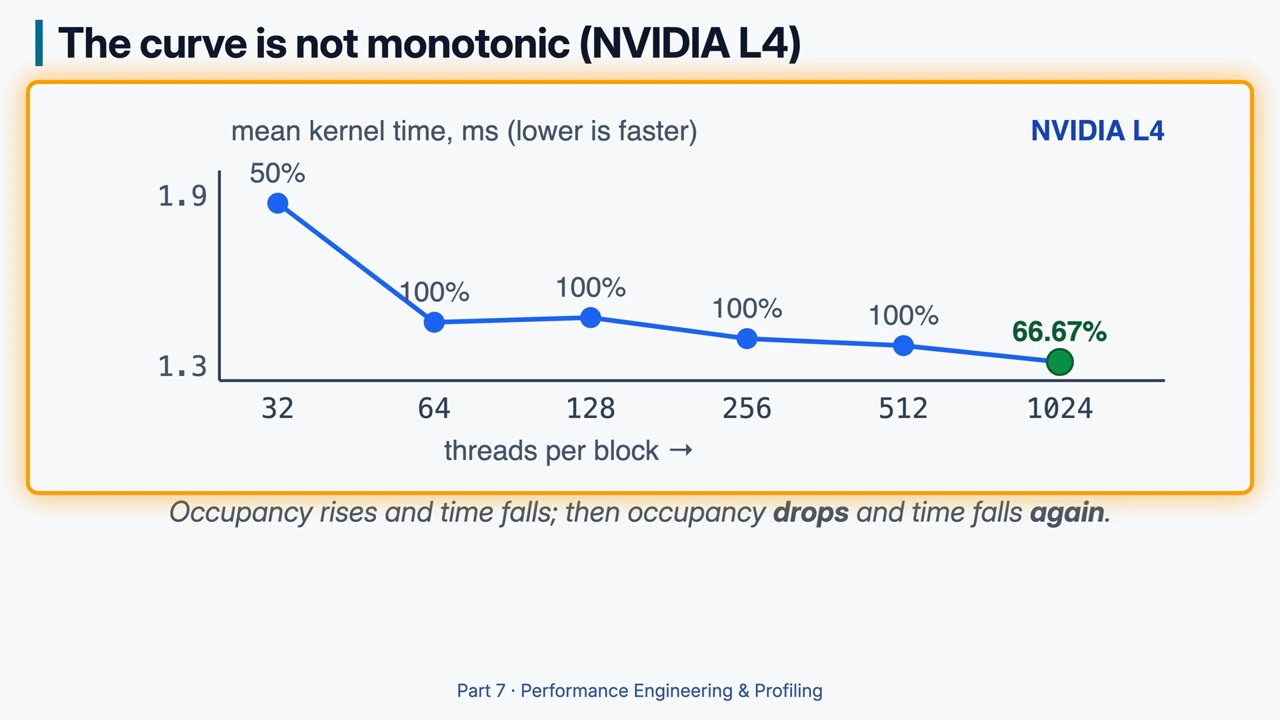 The curve is not monotonic (NVIDIA L4)
mean kernel time, ms (lower is faster)
NVIDIA L4
50%
1.9
100%
100%
100%
100%
66.67%
1.3
32
64
128
256
512
1024
threads per block →
Occupancy rises and time falls; then occupancy drops and time falls again.
Part 7 · Performance Engineering & Profiling